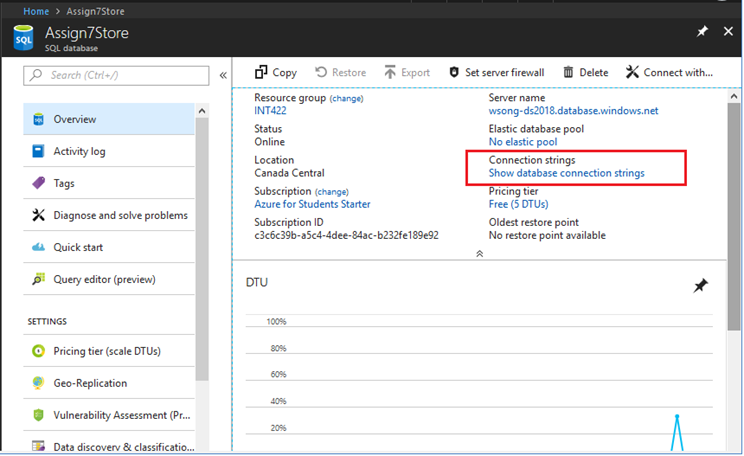 Home > Assign7Store
Assign7Store
SQL
SQL database
Search (Ctrl+/)
Overview
Activity log
Tags
Diagnose and solve problems
Quick start
SQL
Query editor (preview)
SETTINGS
Pricing tier (scale DTUs)
Geo-Replication
Vulnerability Assessment (Pr...
Data discovery & classificatio...
Copy
Restore
Export
Set server firewall
Delete
Connect with...
Resource group (change)
INT422
Status
Online
Location
Canada Central
Subscription (change)
Azure for Students Starter
Subscription ID
c3c6c39b-a5c4-4dee-84ac-b232fe189e92
Server name
wsong-ds2018.database.windows.net
Elastic database pool
No elastic pool
Connection strings
Show database connection strings
Pricing tier
Free (5 DTUs)
Oldest restore point
No restore point available
DTU
100%
80%
60%
40%
20%